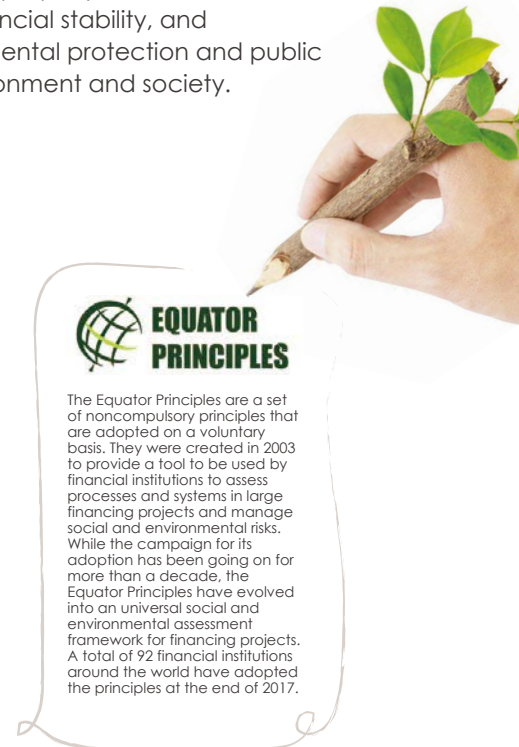 ncial stability, and
ental protection and public
onment and society.
EQUATOR
PRINCIPLES
The Equator Principles are a set
of noncompulsory principles that
are adopted on a voluntary
basis. They were created in 2003
to provide a tool to be used by
financial institutions to assess
processes and systems in large
financing projects and manage
social and environmental risks.
While the campaign for its
adoption has been going on for
more than a decade, the
Equator Principles have evolved
into an universal social and
environmental assessment
framework for financing projects.
A total of 92 financial institutions
around the world have adopted
the principles at the end of 2017.